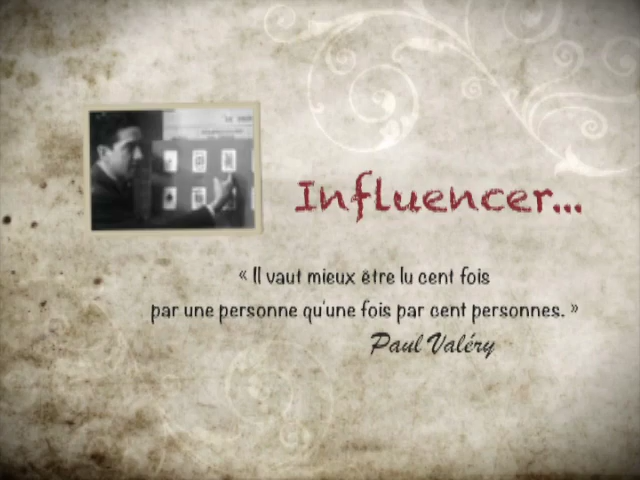 Influencer...
« Il vaut mieux être lu cent fois
par une personne qu'une fois par cent personnes. »
Paul Valéry